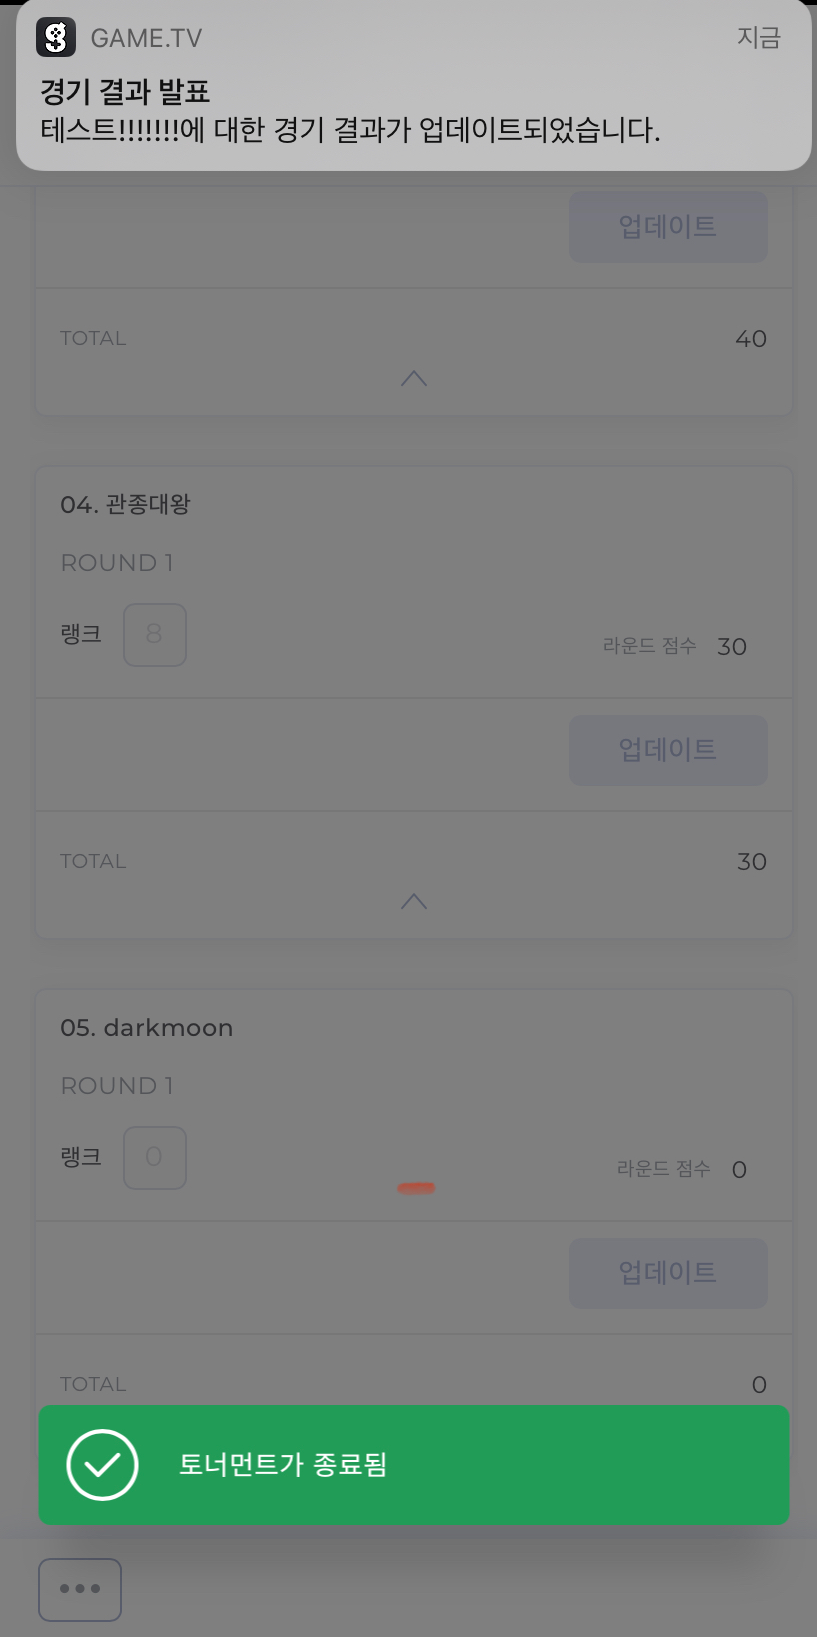 GAME.TV
지금
경기 결과 발표
테스트!!!!!!!에 대한 경기 결과가 업데이트되었습니다.
업데이트
TOTAL
40
04. 관종대왕
ROUND 1
랭크
8
라운드 점수
30
업데이트
TOTAL
30
05. darkmoon
ROUND 1
랭크
0
라운드 점수
0
업데이트
TOTAL
0
토너먼트가 종료됨